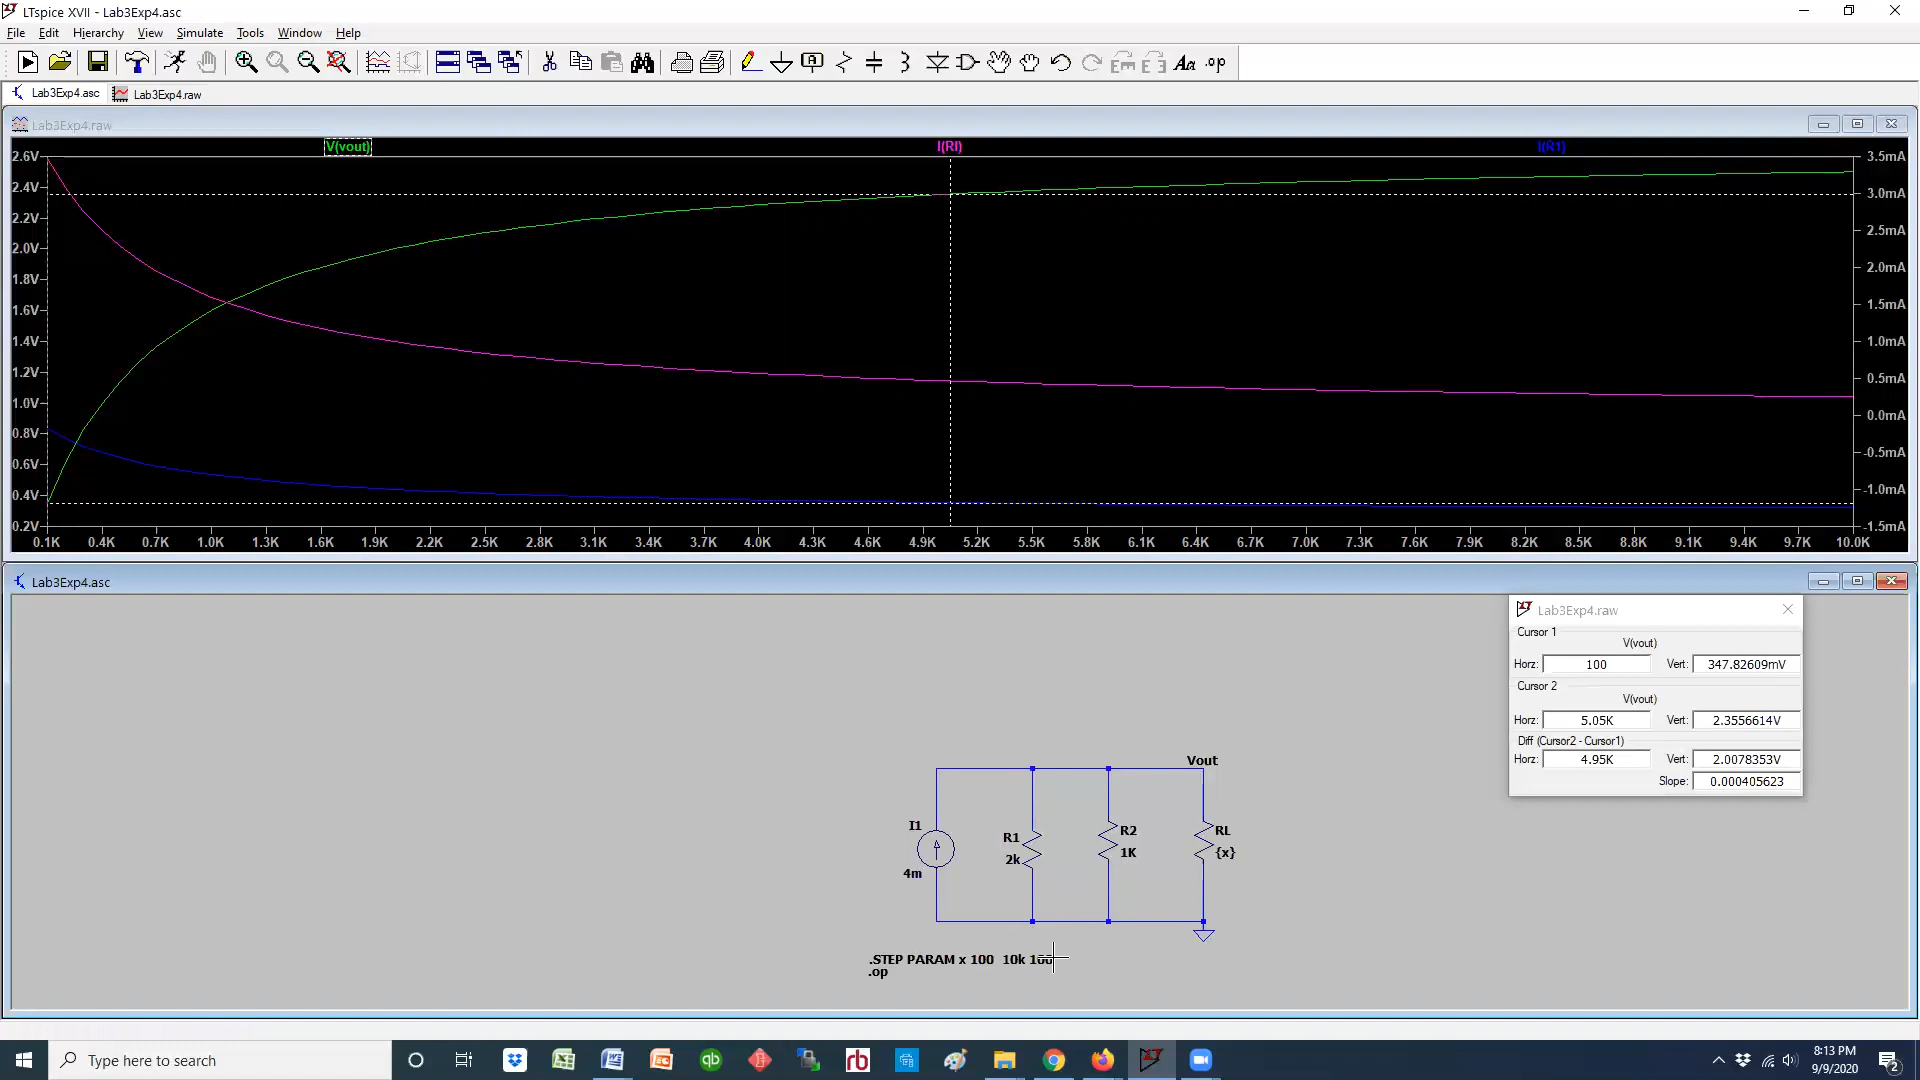 LTspice XVII - Lab3Exp4.asc
File Edit Hierarchy View Simulate Tools Window Help
Aa .op
Lab3Exp4.asc Lab3Exp4.raw
Lab3Exp4.raw
V(vout) I(Rl) I(R1)
2.6V 3.5mA
2.4V 3.0mA
2.2V 2.5mA
2.0V 2.0mA
1.8V 1.5mA
1.6V 1.0mA
1.4V 0.5mA
1.2V 0.0mA
1.0V -0.5mA
0.8V -1.0mA
0.6V -1.5mA
0.4V
0.2V
0.1K 0.4K 0.7K 1.0K 1.3K 1.6K 1.9K 2.2K 2.5K 2.8K 3.1K 3.4K 3.7K 4.0K 4.3K 4.6K 4.9K 5.2K 5.5K 5.8K 6.1K 6.4K 6.7K 7.0K 7.3K 7.6K 7.9K 8.2K 8.5K 8.8K 9.1K 9.4K 9.7K 10.0K
Lab3Exp4.asc
Lab3Exp4.raw
Cursor 1
V(vout)
Horz: 100 Vert: 347.82609mV
Cursor 2
V(vout)
Horz: 5.05K Vert: 2.3556614V
Diff (Cursor2 - Cursor1)
Horz: 4.95K Vert: 2.0078353V
Slope: 0.000405623
Vout
I1
4m
R1
2k
R2
1K
RL
{x}
.STEP PARAM x 100 10k 100
.op
Type here to search
8:13 PM
9/9/2020
2